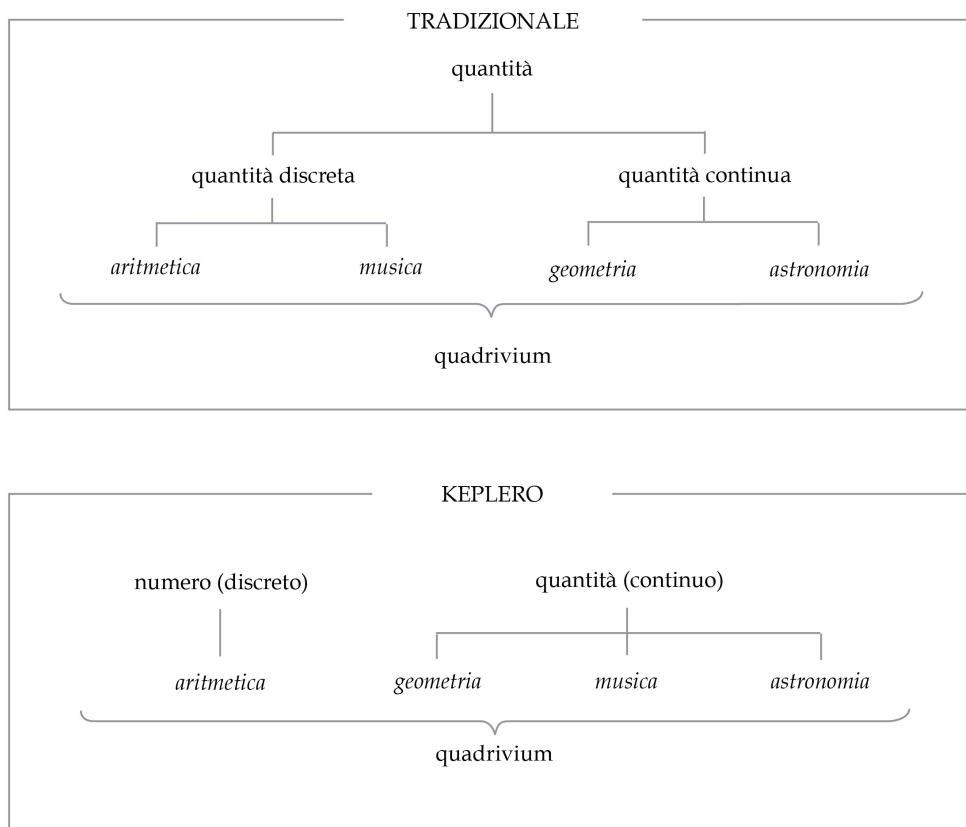 TRADIZIONALE
quantità
quantità discreta quantità continua
aritmetica musica geometria astronomia
quadrivium
KEPLERO
numero (discreto) quantità (continuo)
aritmetica geometria musica astronomia
quadrivium